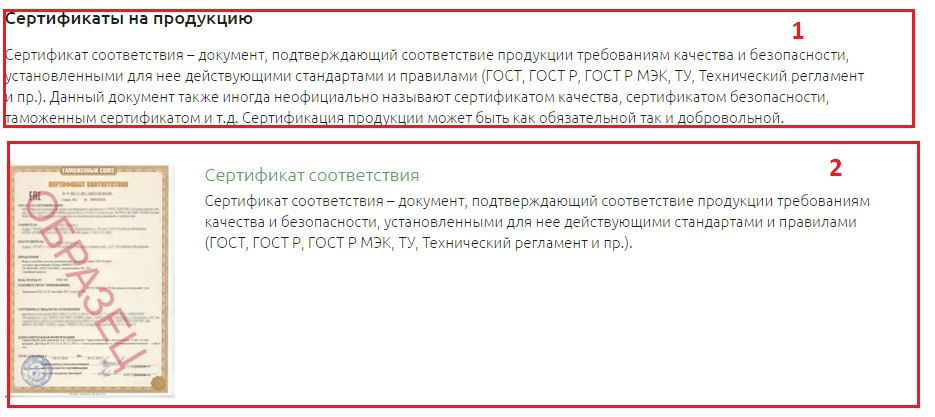 Сертификаты на продукцию
1
Сертификат соответствия – документ, подтверждающий соответствие продукции требованиям качества и безопасности,
установленными для нее действующими стандартами и правилами (ГОСТ, ГОСТ Р, ГОСТ Р МЭК, ТУ, Технический регламент
и пр.). Данный документ также иногда неофициально называют сертификатом качества, сертификатом безопасности,
таможенным сертификатом и т.д. Сертификация продукции может быть как обязательной так и добровольной.
2
ТАМОЖЕННЫЙ СОЮЗ
СЕРТИФИКАТ СООТВЕТСТВИЯ
ЕАС
ОБРАЗЕЦ
Сертификат соответствия
Сертификат соответствия – документ, подтверждающий соответствие продукции требованиям
качества и безопасности, установленными для нее действующими стандартами и правилами
(ГОСТ, ГОСТ Р, ГОСТ Р МЭК, ТУ, Технический регламент и пр.).